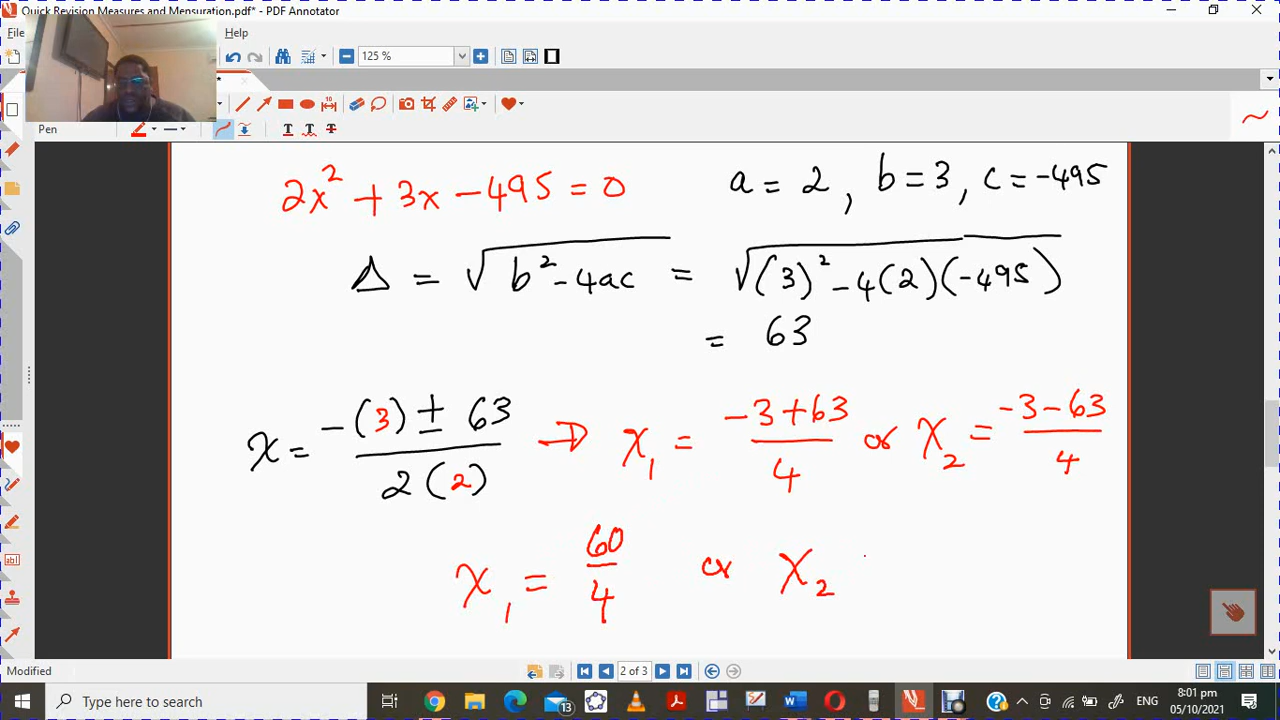 Quick Revision Measures and Mensuration.pdf* - PDF Annotator
Help
125 %
Pen
2x² + 3x - 495 = 0
a = 2, b = 3, c = -495
Δ = √b² - 4ac = √(3)² - 4(2)(-495)
= 63
x = -(3) ± 63 / 2(2) ⇒ x₁ = -3+63 / 4 or x₂ = -3-63 / 4
x₁ = 60/4 or x₂
Modified
2 of 3
Type here to search
13
ENG
8:01 pm
05/10/2021